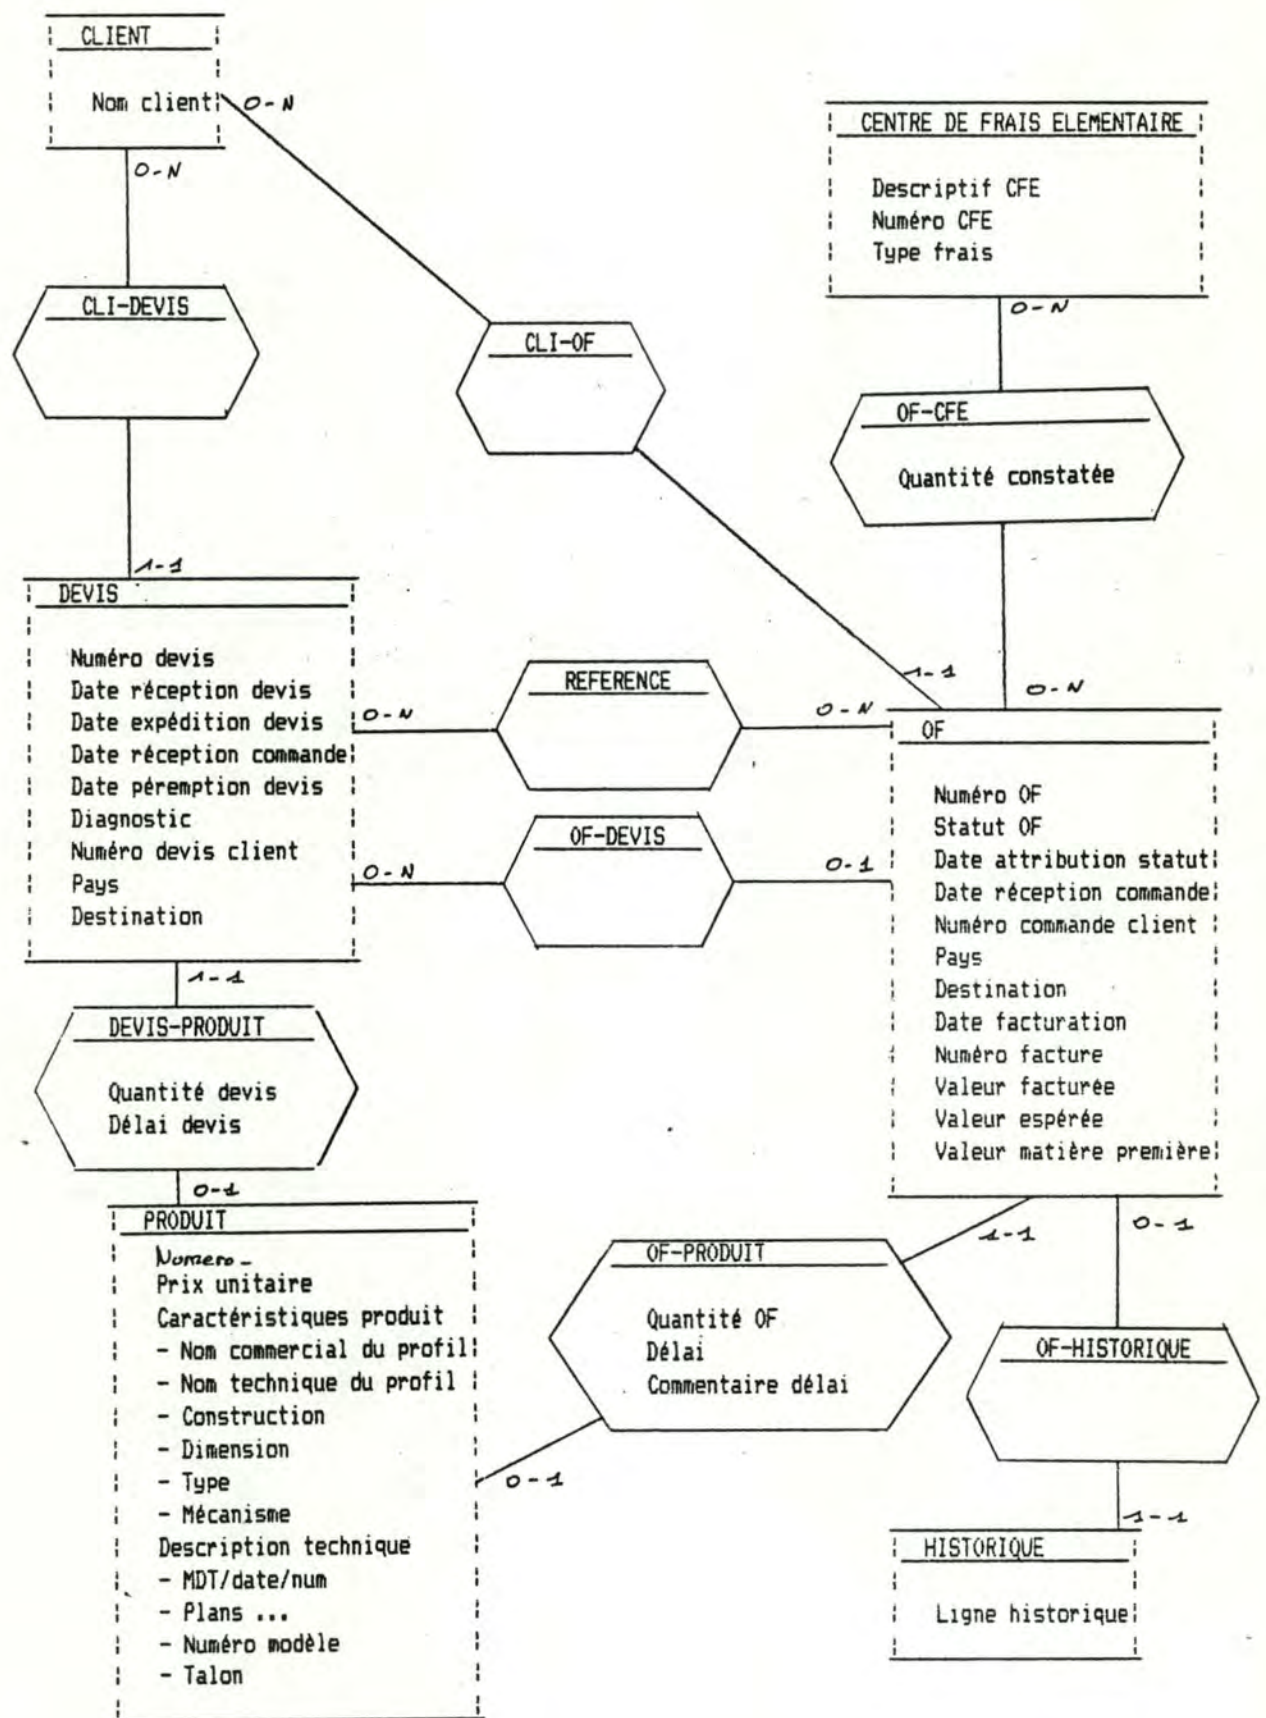 CLIENT
Nom client
0-N
0-N
CENTRE DE FRAIS ELEMENTAIRE
Descriptif CFE
Numéro CFE
Type frais
0-N
CLI-DEVIS
CLI-OF
OF-CFE
Quantité constatée
1-1
DEVIS
Numéro devis
Date réception devis
Date expédition devis
Date réception commande
Date péremption devis
Diagnostic
Numéro devis client
Pays
Destination
0-N
REFERENCE
0-N
0-N
OF-DEVIS
0-1
1-1
0-N
OF
Numéro OF
Statut OF
Date attribution statut
Date réception commande
Numéro commande client
Pays
Destination
Date facturation
Numéro facture
Valeur facturée
Valeur espérée
Valeur matière première
1-1
DEVIS-PRODUIT
Quantité devis
Délai devis
0-1
PRODUIT
Numero-
Prix unitaire
Caractéristiques produit
- Nom commercial du profil
- Nom technique du profil
- Construction
- Dimension
- Type
- Mécanisme
Description technique
- MDT/date/num
- Plans ...
- Numéro modèle
- Talon
1-1
OF-PRODUIT
Quantité OF
Délai
Commentaire délai
0-1
0-1
OF-HISTORIQUE
1-1
HISTORIQUE
Ligne historique